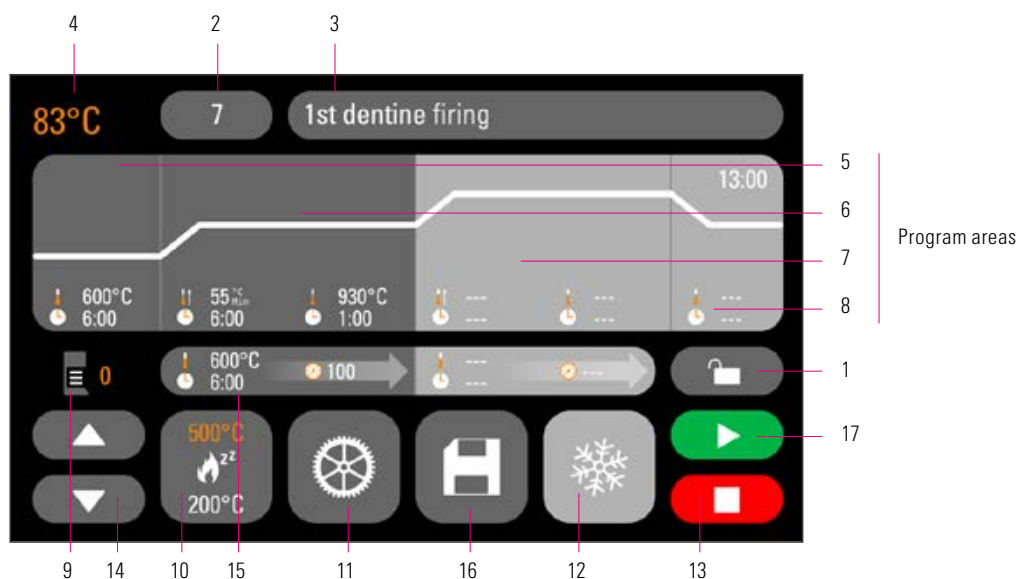 4 2 3
83°C 7 1st dentine firing
5
13:00
6
Program areas
7
600°C 55 °C/Min 930°C --- --- ---
8
6:00 6:00 1:00 --- --- ---
600°C 100 --- ---
6:00 ---
0
1
500°C
17
zz
200°C
9 14 10 15 11 16 12 13